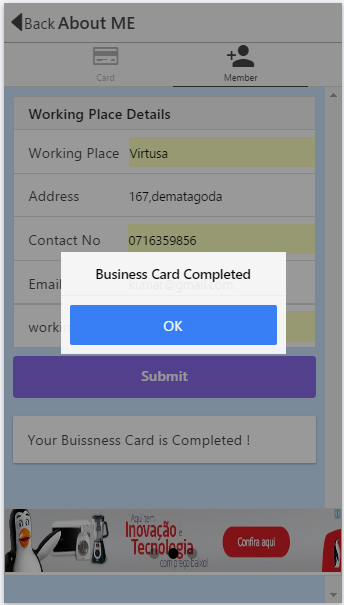 Back About ME
Card
Member
Working Place Details
Working Place Virtusa
Address 167,dematagoda
Contact No 0716359856
Business Card Completed
Email kumar@gmail.com
OK
workin
Submit
Your Buissness Card is Completed !
Aqui tem
Inovação e
Tecnologia
com preço baixo!
Confira aqui